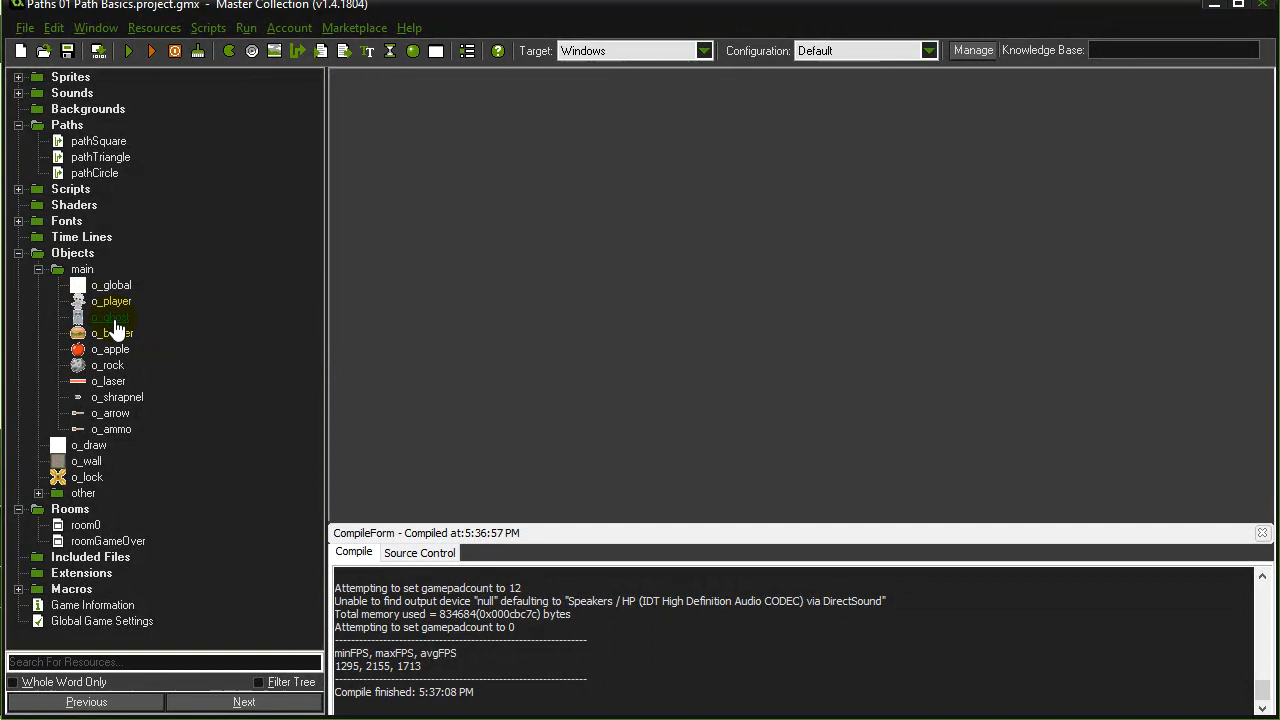 Paths 01 Path Basics.project.gmx - Master Collection (v1.4.1804)
File Edit Window Resources Scripts Run Account Marketplace Help
Target: Windows Configuration: Default Manage Knowledge Base:
Sprites
Sounds
Backgrounds
Paths
pathSquare
pathTriangle
pathCircle
Scripts
Shaders
Fonts
Time Lines
Objects
main
o_global
o_player
o_ghost
o_apple
o_rock
o_laser
o_shrapnel
o_arrow
o_ammo
o_draw
o_wall
o_lock
other
Rooms
room0
roomGameOver
Included Files
Extensions
Macros
Game Information
Global Game Settings
Search For Resources...
Whole Word Only Filter Tree
Previous Next
CompileForm - Compiled at:5:36:57 PM
Compile Source Control
Attempting to set gamepadcount to 12
Unable to find output device "null" defaulting to "Speakers / HP (IDT High Definition Audio CODEC) via DirectSound"
Total memory used = 834684(0x000cbc7c) bytes
Attempting to set gamepadcount to 0
minFPS, maxFPS, avgFPS
1295, 2155, 1713
Compile finished: 5:37:08 PM